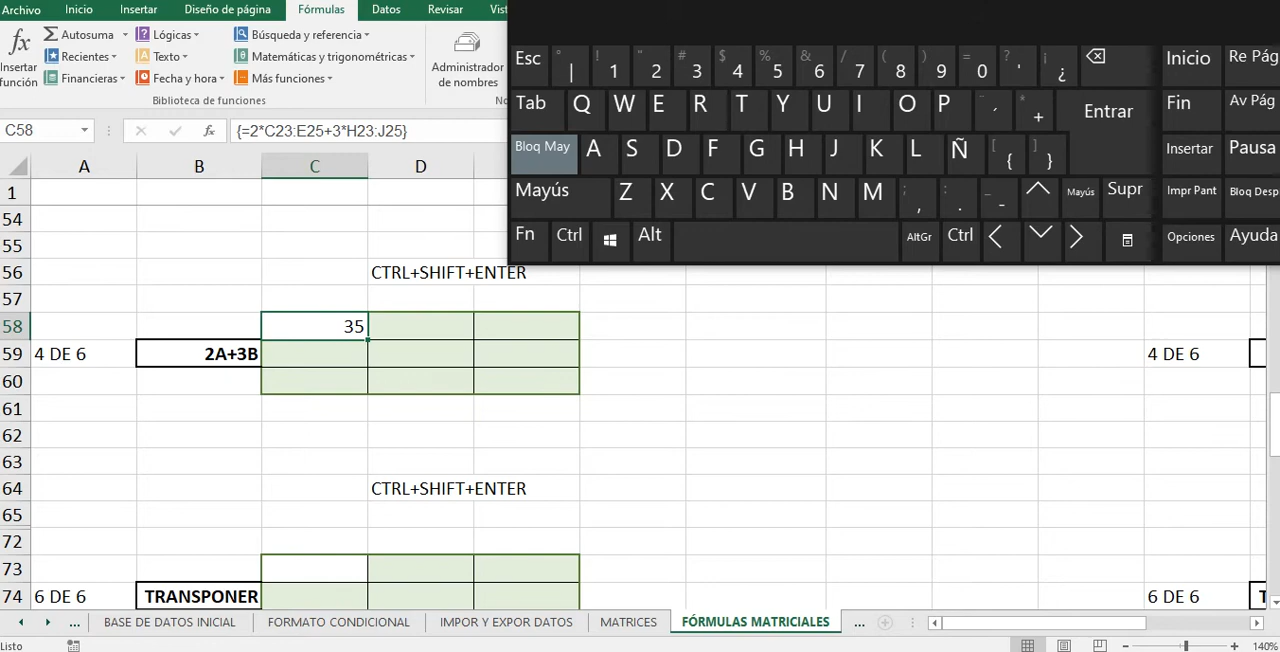 Archivo Inicio Insertar Diseño de página Fórmulas Datos Revisar Vist
fx Insertar función
Σ Autosuma
Recientes
Financieras
Lógicas
Texto
Fecha y hora
Búsqueda y referencia
Matemáticas y trigonométricas
Más funciones
Administrador de nombres
Biblioteca de funciones
C58 fx {=2*C23:E25+3*H23:J25}
Esc ° | ! 1 " 2 # 3 $ 4 % 5 & 6 / 7 ( 8 ) 9 = 0 ? ' ¡ ¿ Inicio Re Pág
Tab Q W E R T Y U I O P ¨ ´ * + Entrar Fin Av Pág
Bloq May A S D F G H J K L Ñ [ { ] } Insertar Pausa
Mayús Z X C V B N M ; , : . _ - Mayús Supr Impr Pant Bloq Desp
Fn Ctrl Alt AltGr Ctrl Opciones Ayuda
A B C D
1
54
55
56 CTRL+SHIFT+ENTER
57
58 35
59 4 DE 6 2A+3B 4 DE 6
60
61
62
63
64 CTRL+SHIFT+ENTER
65
72
73
74 6 DE 6 TRANSPONER 6 DE 6 T
... BASE DE DATOS INICIAL FORMATO CONDICIONAL IMPOR Y EXPOR DATOS MATRICES FÓRMULAS MATRICIALES ...
Listo 140%